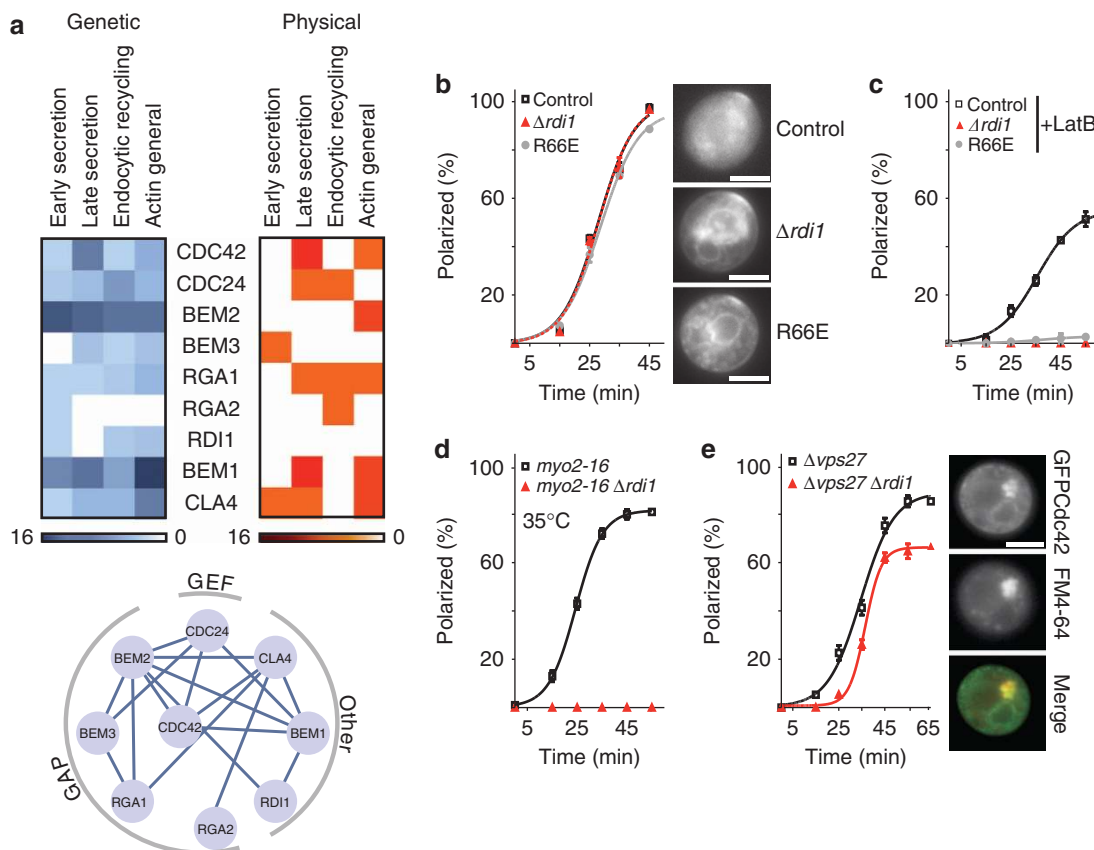 a
Genetic
Physical
Early secretion
Late secretion
Endocytic recycling
Actin general
Early secretion
Late secretion
Endocytic recycling
Actin general
CDC42
CDC24
BEM2
BEM3
RGA1
RGA2
RDI1
BEM1
CLA4
16
0
16
0
GEF
CDC24
BEM2
CLA4
BEM3
CDC42
BEM1
RGA1
RDI1
RGA2
GAP
Other
b
Polarized (%)
100
60
20
Control
Δrdi1
R66E
5
25
45
Time (min)
Control
Δrdi1
R66E
c
Polarized (%)
100
60
20
Control
Δrdi1
R66E
+LatB
5
25
45
Time (min)
d
Polarized (%)
100
60
20
myo2-16
myo2-16 Δrdi1
35°C
5
25
45
Time (min)
e
Polarized (%)
100
60
20
Δvps27
Δvps27 Δrdi1
5
25
45
65
Time (min)
GFPCdc42
FM4-64
Merge